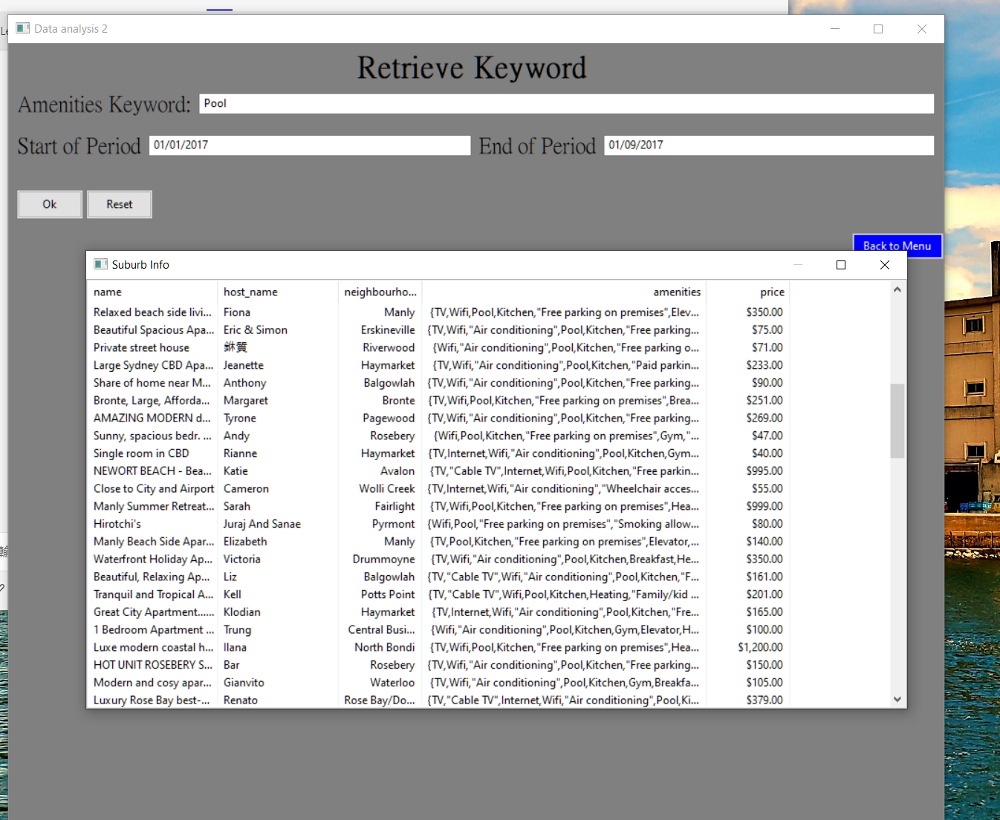 Data analysis 2
Retrieve Keyword
Amenities Keyword: Pool
Start of Period 01/01/2017 End of Period 01/09/2017
Ok Reset
Back to Menu
Suburb Info
name host_name neighbourho... amenities price
Relaxed beach side livi... Fiona Manly {TV,Wifi,Pool,Kitchen,"Free parking on premises",Elev... $350.00
Beautiful Spacious Apa... Eric & Simon Erskineville {TV,Wifi,"Air conditioning",Pool,Kitchen,"Free parking... $75.00
Private street house 銤質 Riverwood {Wifi,"Air conditioning",Pool,Kitchen,"Free parking o... $71.00
Large Sydney CBD Apa... Jeanette Haymarket {TV,Wifi,"Air conditioning",Pool,Kitchen,"Paid parkin... $233.00
Share of home near M... Anthony Balgowlah {TV,Wifi,"Air conditioning",Pool,Kitchen,"Free parking... $90.00
Bronte, Large, Afforda... Margaret Bronte {TV,Wifi,Pool,Kitchen,"Free parking on premises",Brea... $251.00
AMAZING MODERN d... Tyrone Pagewood {TV,Wifi,"Air conditioning",Pool,Kitchen,"Free parking... $269.00
Sunny, spacious bedr. ... Andy Rosebery {Wifi,Pool,Kitchen,"Free parking on premises",Gym,"... $47.00
Single room in CBD Rianne Haymarket {TV,Internet,Wifi,"Air conditioning",Pool,Kitchen,Gym... $40.00
NEWORT BEACH - Bea... Katie Avalon {TV,"Cable TV",Internet,Wifi,Pool,Kitchen,"Free parkin... $995.00
Close to City and Airport Cameron Wolli Creek {TV,Internet,Wifi,"Air conditioning","Wheelchair acces... $55.00
Manly Summer Retreat... Sarah Fairlight {TV,Wifi,Pool,Kitchen,"Free parking on premises",Hea... $999.00
Hirotchi's Juraj And Sanae Pyrmont {Wifi,Pool,"Free parking on premises","Smoking allow... $80.00
Manly Beach Side Apar... Elizabeth Manly {TV,Pool,Kitchen,"Free parking on premises",Elevator,... $140.00
Waterfront Holiday Ap... Victoria Drummoyne {TV,Wifi,"Air conditioning",Pool,Kitchen,Breakfast,He... $350.00
Beautiful, Relaxing Ap... Liz Balgowlah {TV,"Cable TV",Wifi,"Air conditioning",Pool,Kitchen,"F... $161.00
Tranquil and Tropical A... Kell Potts Point {TV,"Cable TV",Wifi,Pool,Kitchen,Heating,"Family/kid ... $201.00
Great City Apartment...... Klodian Haymarket {TV,Internet,Wifi,"Air conditioning",Pool,Kitchen,"Fre... $165.00
1 Bedroom Apartment ... Trung Central Busi... {Wifi,"Air conditioning",Pool,Kitchen,Gym,Elevator,H... $100.00
Luxe modern coastal h... Ilana North Bondi {TV,Wifi,Pool,Kitchen,"Free parking on premises",Hea... $1,200.00
HOT UNIT ROSEBERY S... Bar Rosebery {TV,Wifi,"Air conditioning",Pool,Kitchen,"Free parking... $150.00
Modern and cosy apar... Gianvito Waterloo {TV,Wifi,"Air conditioning",Pool,Kitchen,Gym,Breakfa... $105.00
Luxury Rose Bay best-... Renato Rose Bay/Do... {TV,"Cable TV",Internet,Wifi,"Air conditioning",Pool,Ki... $379.00